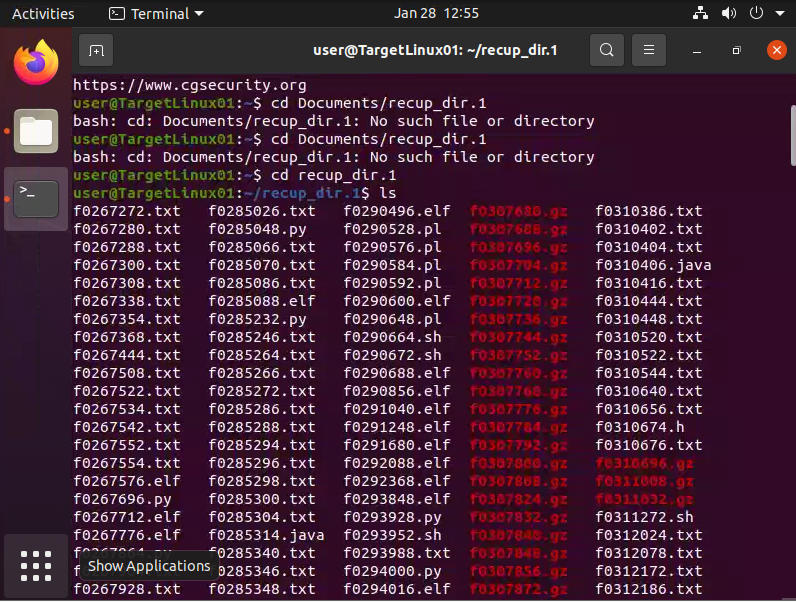 Activities Terminal Jan 28 12:55
user@TargetLinux01: ~/recup_dir.1
https://www.cgsecurity.org
user@TargetLinux01:~$ cd Documents/recup_dir.1
bash: cd: Documents/recup_dir.1: No such file or directory
user@TargetLinux01:~$ cd Documents/recup_dir.1
bash: cd: Documents/recup_dir.1: No such file or directory
user@TargetLinux01:~$ cd recup_dir.1
user@TargetLinux01:~/recup_dir.1$ ls
f0267272.txt f0285026.txt f0290496.elf f0307680.gz f0310386.txt
f0267280.txt f0285048.py f0290528.pl f0307688.gz f0310402.txt
f0267288.txt f0285066.txt f0290576.pl f0307696.gz f0310404.txt
f0267300.txt f0285070.txt f0290584.pl f0307704.gz f0310406.java
f0267308.txt f0285086.txt f0290592.pl f0307712.gz f0310416.txt
f0267338.txt f0285088.elf f0290600.elf f0307720.gz f0310444.txt
f0267354.txt f0285232.py f0290648.pl f0307736.gz f0310448.txt
f0267368.txt f0285246.txt f0290664.sh f0307744.gz f0310520.txt
f0267444.txt f0285264.txt f0290672.sh f0307752.gz f0310522.txt
f0267508.txt f0285266.txt f0290688.elf f0307760.gz f0310544.txt
f0267522.txt f0285272.txt f0290856.elf f0307768.gz f0310640.txt
f0267534.txt f0285286.txt f0291040.elf f0307776.gz f0310656.txt
f0267542.txt f0285288.txt f0291248.elf f0307784.gz f0310674.h
f0267552.txt f0285294.txt f0291680.elf f0307792.gz f0310676.txt
f0267554.txt f0285296.txt f0292088.elf f0307800.gz f0310696.gz
f0267576.elf f0285298.txt f0292368.elf f0307808.gz f0311008.gz
f0267696.py f0285300.txt f0293848.elf f0307824.gz f0311032.gz
f0267712.elf f0285304.txt f0293928.py f0307832.gz f0311272.sh
f0267776.elf f0285314.java f0293952.sh f0307840.gz f0312024.txt
f0285340.txt f0293988.txt f0307848.gz f0312078.txt
Show Applications f0285346.txt f0294000.py f0307856.gz f0312172.txt
f0267928.txt f0285348.txt f0294016.elf f0307872.gz f0312186.txt